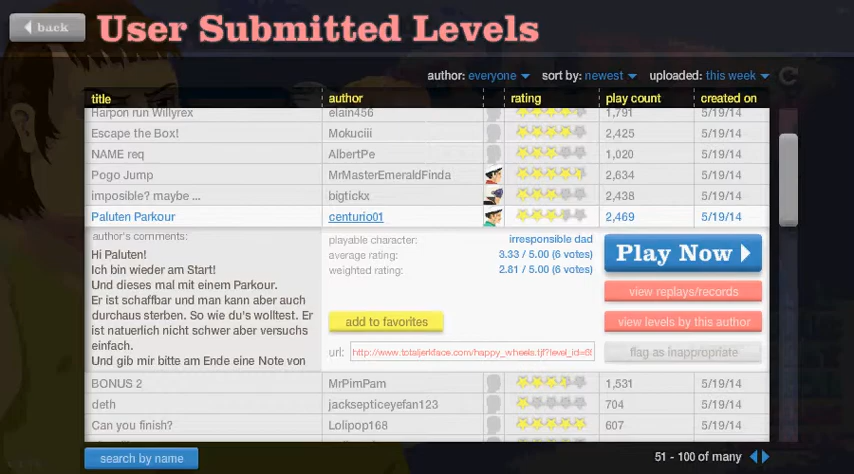 back
User Submitted Levels
author: everyone sort by: newest uploaded: this week
title author rating play count created on
Harpon run Willyrex elain456 1,791 5/19/14
Escape the Box! Mokuciii 2,425 5/19/14
NAME req AlbertPe 1,020 5/19/14
Pogo Jump MrMasterEmeraldFinda 2,634 5/19/14
imposible? maybe ... bigtickx 2,438 5/19/14
Paluten Parkour centurio01 2,469 5/19/14
author's comments:
Hi Paluten!
Ich bin wieder am Start!
Und dieses mal mit einem Parkour.
Er ist schaffbar und man kann aber auch
durchaus sterben. So wie du's wolltest. Er
ist natuerlich nicht schwer aber versuchs
einfach.
Und gib mir bitte am Ende eine Note von
playable character: irresponsible dad
average rating: 3.33 / 5.00 (6 votes)
weighted rating: 2.81 / 5.00 (6 votes)
add to favorites
url: http://www.totaljerkface.com/happy_wheels.tjf?level_id=
Play Now
view replays/records
view levels by this author
flag as inappropriate
BONUS 2 MrPimPam 1,531 5/19/14
deth jacksepticeyefan123 704 5/19/14
Can you finish? Lolipop168 607 5/19/14
search by name
51 - 100 of many